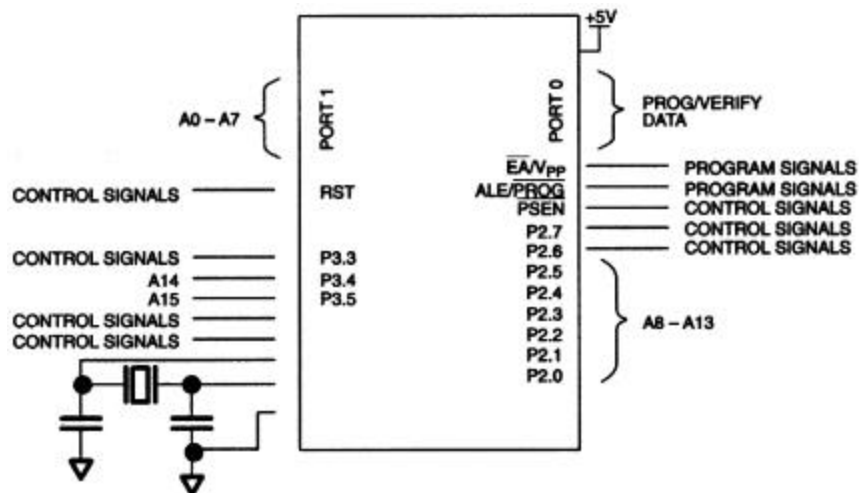 +5V
A0 – A7
PORT 1
PORT 0
PROG/VERIFY
DATA
EA/VPP
PROGRAM SIGNALS
CONTROL SIGNALS
RST
ALE/PROG
PROGRAM SIGNALS
PSEN
CONTROL SIGNALS
P2.7
CONTROL SIGNALS
CONTROL SIGNALS
P3.3
P2.6
CONTROL SIGNALS
A14
P3.4
P2.5
A15
P3.5
P2.4
CONTROL SIGNALS
P2.3
A8 – A13
CONTROL SIGNALS
P2.2
P2.1
P2.0